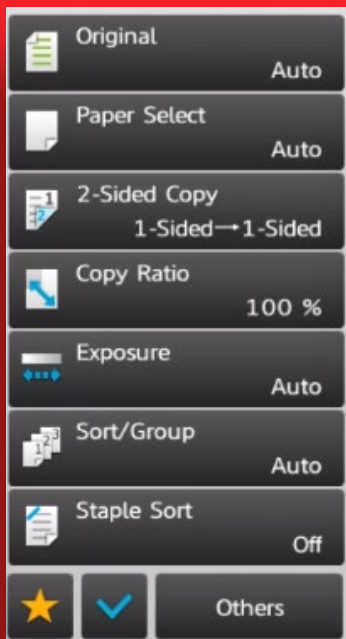 Original
Auto
Paper Select
Auto
2-Sided Copy
1-Sided→1-Sided
Copy Ratio
100 %
Exposure
Auto
Sort/Group
Auto
Staple Sort
Off
Others